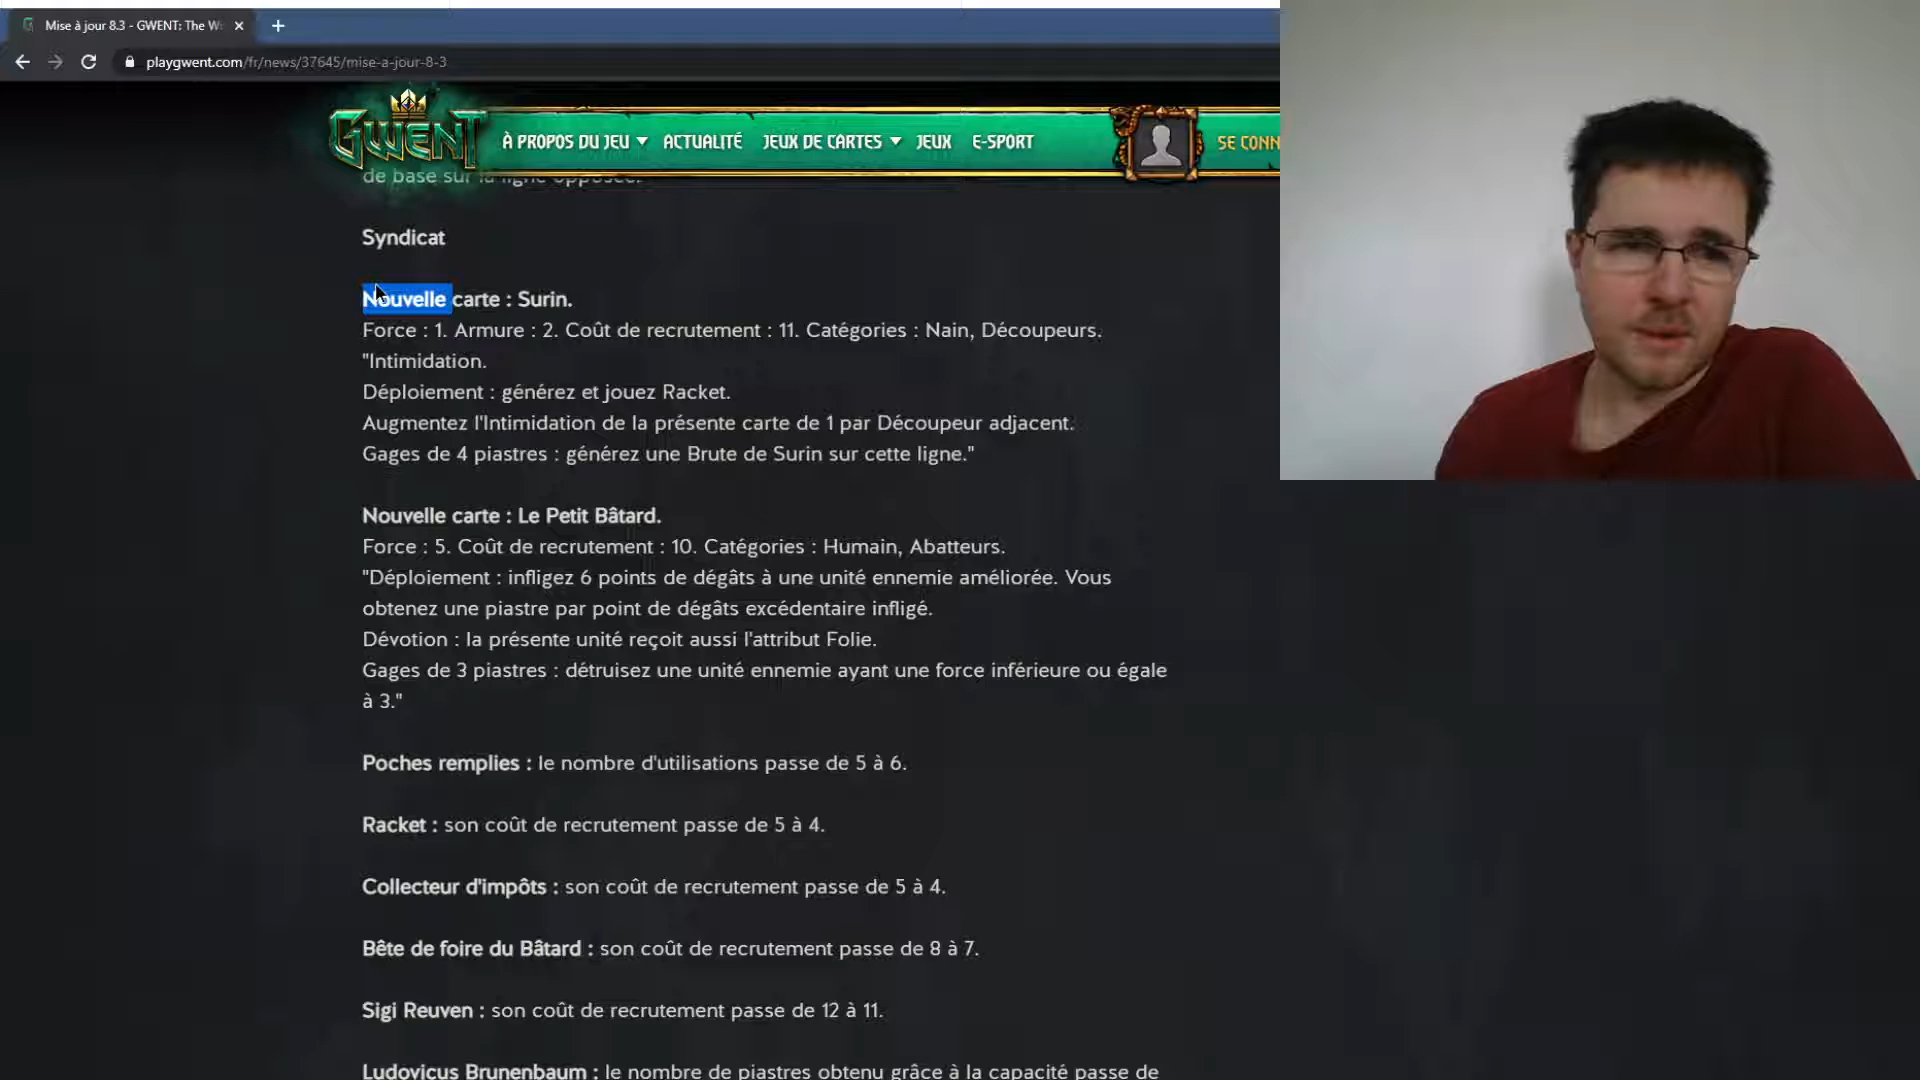 Mise à jour 8.3 - GWENT: The Wi
playgwent.com/fr/news/37645/mise-a-jour-8-3
GWENT
À PROPOS DU JEU
ACTUALITÉ
JEUX DE CARTES
JEUX
E-SPORT
SE CONN
de base sur la ligne opposée.
Syndicat
Nouvelle carte : Surin.
Force : 1. Armure : 2. Coût de recrutement : 11. Catégories : Nain, Découpeurs.
"Intimidation.
Déploiement : générez et jouez Racket.
Augmentez l'Intimidation de la présente carte de 1 par Découpeur adjacent.
Gages de 4 piastres : générez une Brute de Surin sur cette ligne."
Nouvelle carte : Le Petit Bâtard.
Force : 5. Coût de recrutement : 10. Catégories : Humain, Abatteurs.
"Déploiement : infligez 6 points de dégâts à une unité ennemie améliorée. Vous
obtenez une piastre par point de dégâts excédentaire infligé.
Dévotion : la présente unité reçoit aussi l'attribut Folie.
Gages de 3 piastres : détruisez une unité ennemie ayant une force inférieure ou égale
à 3."
Poches remplies : le nombre d'utilisations passe de 5 à 6.
Racket : son coût de recrutement passe de 5 à 4.
Collecteur d'impôts : son coût de recrutement passe de 5 à 4.
Bête de foire du Bâtard : son coût de recrutement passe de 8 à 7.
Sigi Reuven : son coût de recrutement passe de 12 à 11.
Ludovicus Brunenbaum : le nombre de piastres obtenu grâce à la capacité passe de